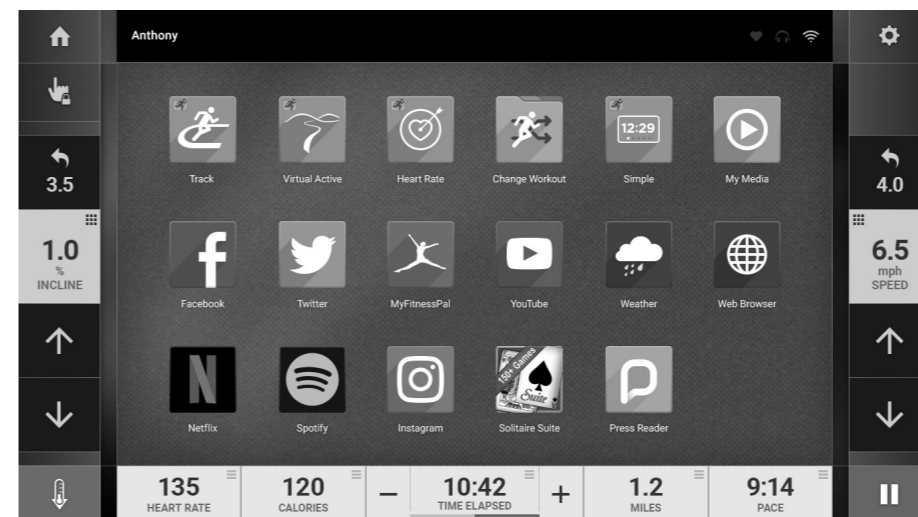 Anthony
3.5
1.0
%
INCLINE
12:29
Track
Virtual Active
Heart Rate
Change Workout
Simple
My Media
Facebook
Twitter
MyFitnessPal
YouTube
Weather
Web Browser
N
150+ Games
Suite
Netflix
Spotify
Instagram
Solitaire Suite
Press Reader
4.0
6.5
mph
SPEED
135
HEART RATE
120
CALORIES
− 10:42 +
TIME ELAPSED
1.2
MILES
9:14
PACE